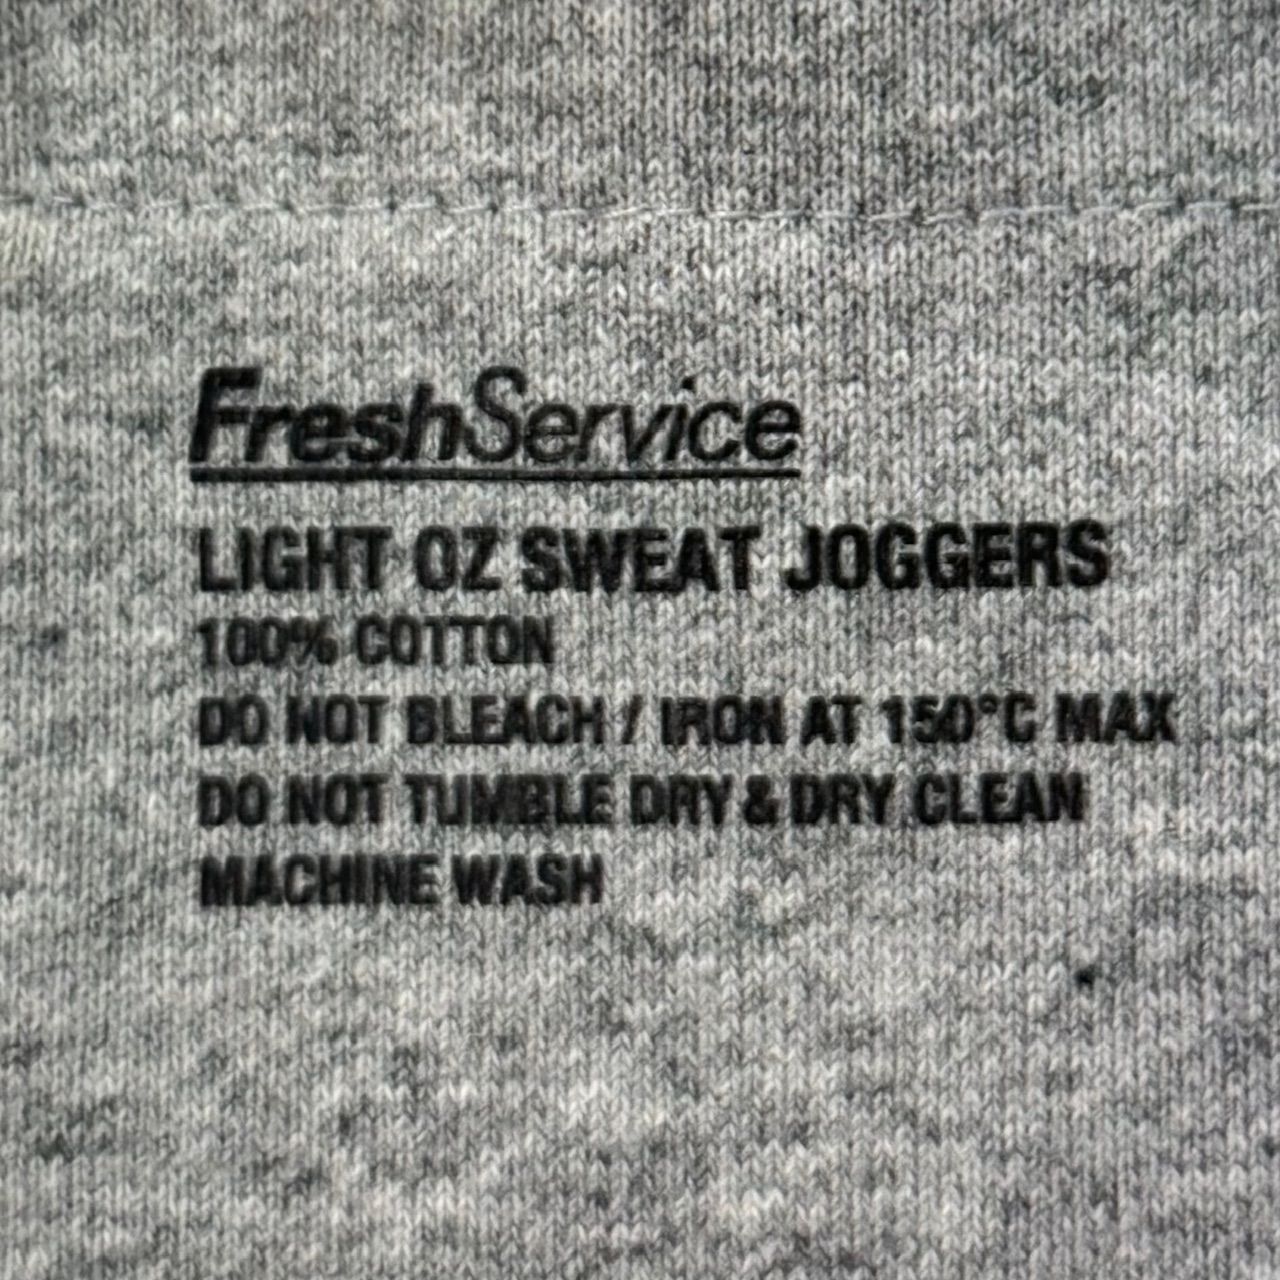 FreshService
LIGHT OZ SWEAT JOGGERS
100% COTTON
DO NOT BLEACH / IRON AT 150°C MAX
DO NOT TUMBLE DRY & DRY CLEAN
MACHINE WASH